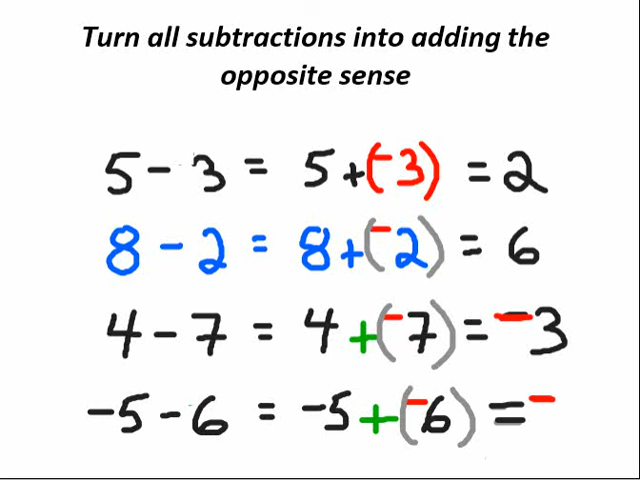 Turn all subtractions into adding the
opposite sense
5 - 3 = 5 + (-3) = 2
8 - 2 = 8 + (-2) = 6
4 - 7 = 4 + (-7) = -3
-5 - 6 = -5 + (-6) = -